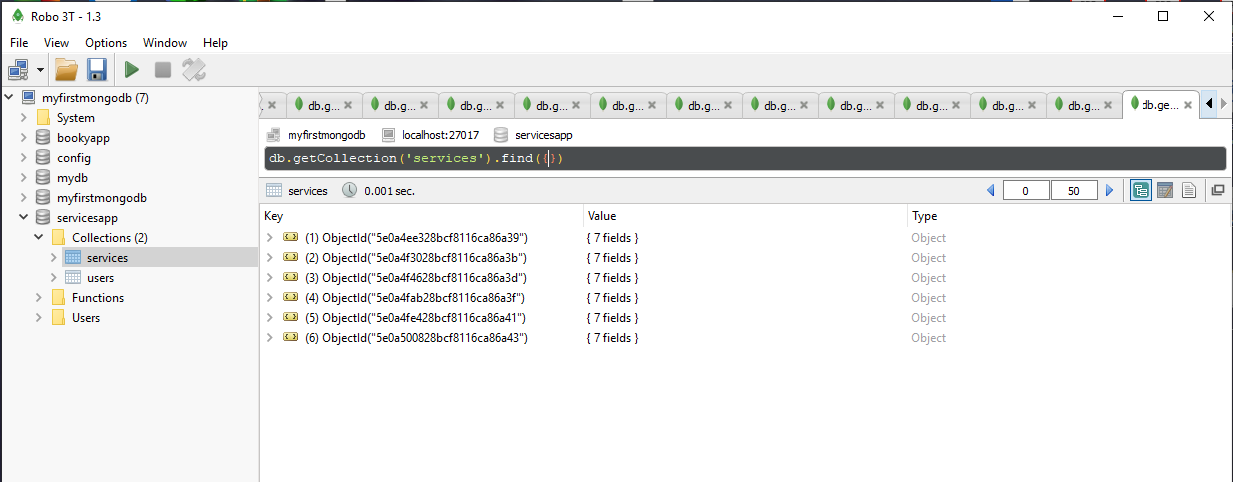 Robo 3T - 1.3
File View Options Window Help
myfirstmongodb (7)
System
bookyapp
config
mydb
myfirstmongodb
servicesapp
Collections (2)
services
users
Functions
Users
db.g... db.g... db.g... db.g... db.g... db.g... db.g... db.g... db.g... db.g... db.g... db.ge...
myfirstmongodb localhost:27017 servicesapp
db.getCollection('services').find({})
services 0.001 sec. 0 50
Key Value Type
(1) ObjectId("5e0a4ee328bcf8116ca86a39") { 7 fields } Object
(2) ObjectId("5e0a4f3028bcf8116ca86a3b") { 7 fields } Object
(3) ObjectId("5e0a4f4628bcf8116ca86a3d") { 7 fields } Object
(4) ObjectId("5e0a4fab28bcf8116ca86a3f") { 7 fields } Object
(5) ObjectId("5e0a4fe428bcf8116ca86a41") { 7 fields } Object
(6) ObjectId("5e0a500828bcf8116ca86a43") { 7 fields } Object